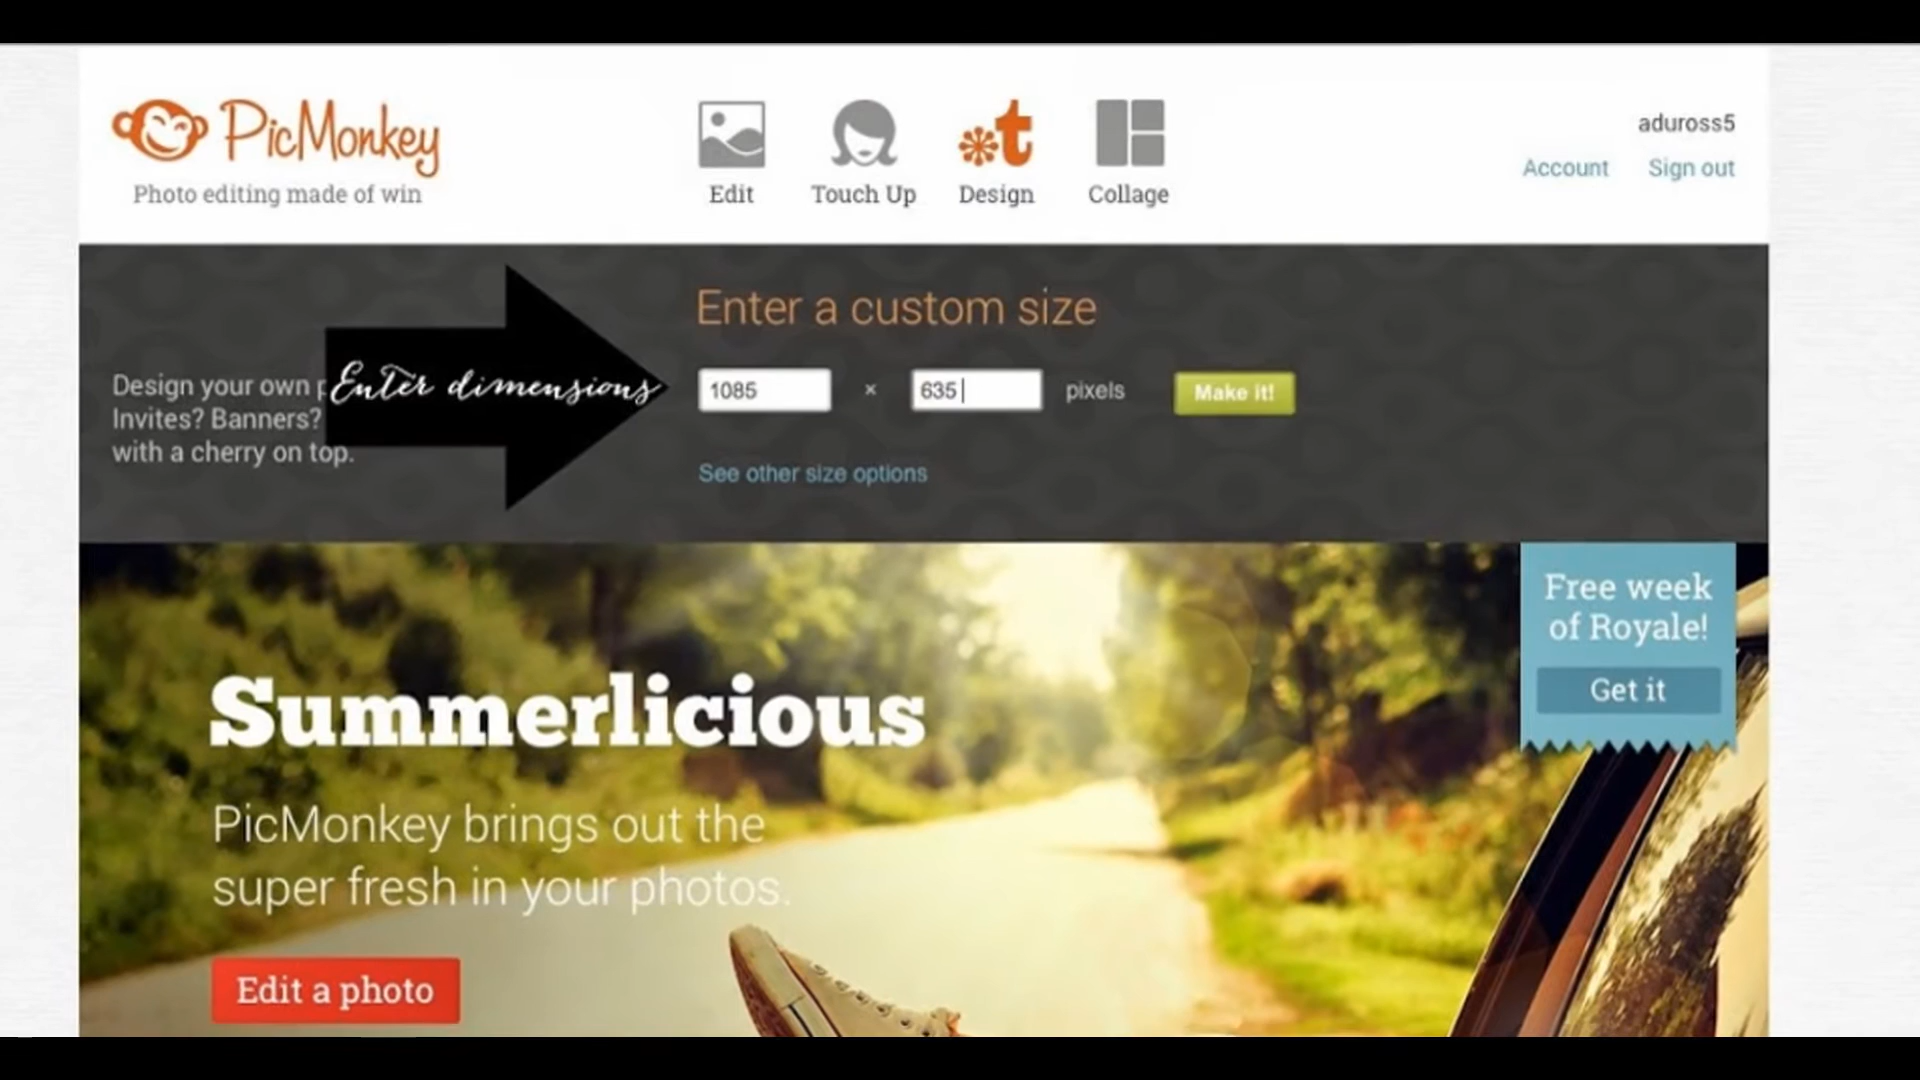 PicMonkey
Photo editing made of win
Edit
Touch Up
Design
Collage
aduross5
Account
Sign out
Enter a custom size
Design your own
Invites? Banners?
with a cherry on top.
Enter dimensions
1085
×
635
pixels
Make it!
See other size options
Free week
of Royale!
Get it
Summerlicious
PicMonkey brings out the
super fresh in your photos.
Edit a photo